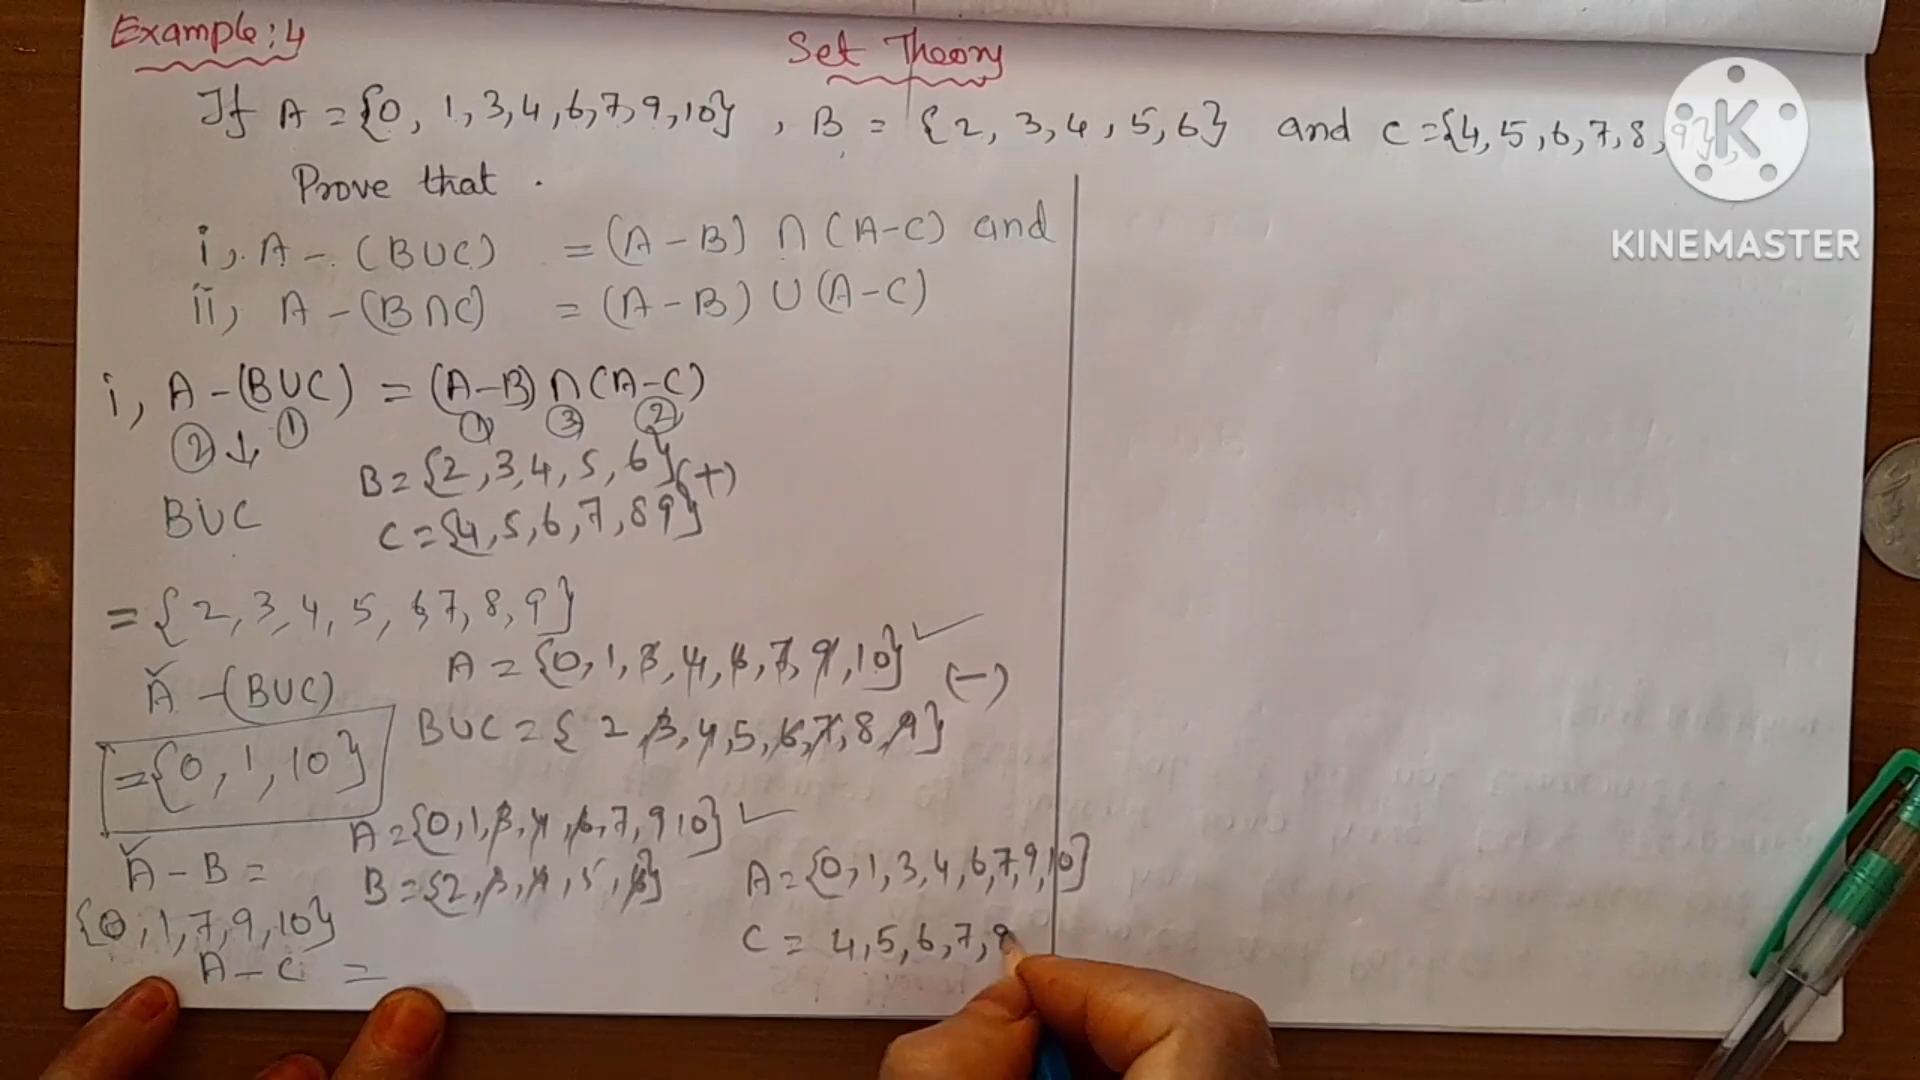 Example: 4
Set Theory
If A = {0, 1, 3, 4, 6, 7, 9, 10} , B = {2, 3, 4, 5, 6} and C = {4, 5, 6, 7, 8, 9},
Prove that .
i, A - (B∪C) = (A-B) ∩ (A-C) and
ii, A - (B∩C) = (A-B) ∪ (A-C)
i, A - (B∪C) = (A-B) ∩ (A-C)
② ↓ ① ① ③ ②
B = {2, 3, 4, 5, 6} (+)
B∪C C = {4, 5, 6, 7, 8 9}
= {2, 3, 4, 5, 6 7, 8, 9}
A = {0, 1, 3, 4, 6, 7, 9, 10} ✓
A - (B∪C) (-)
B∪C = { 2, 3, 4, 5, 6, 7, 8, 9}
= {0, 1, 10}
A = {0, 1, 3, 4, 6, 7, 9 10} ✓
A - B = B = {2, 3, 4, 5, 6}
{0, 1, 7, 9, 10}
A = {0, 1, 3, 4, 6, 7, 9, 10}
A - C =
C = 4, 5, 6, 7, 8
KINEMASTER